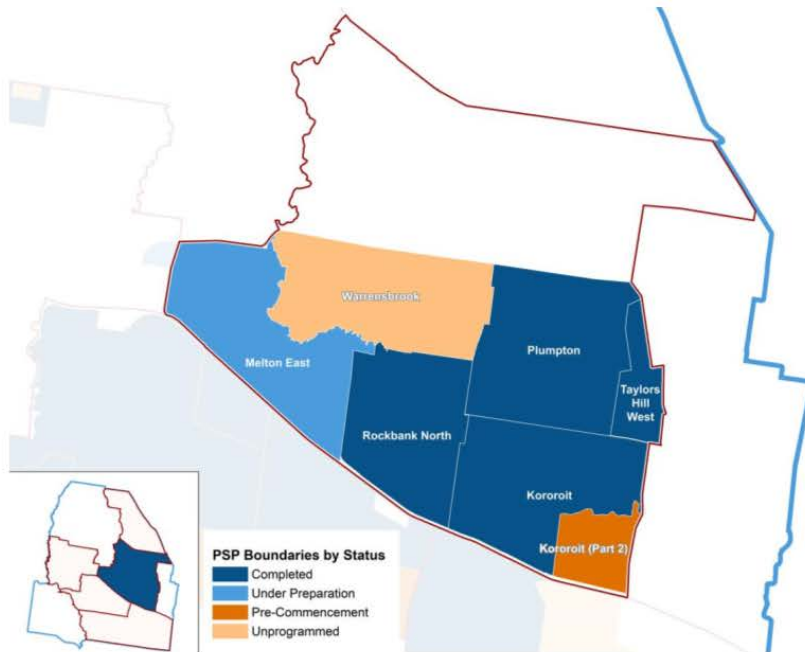 Warrensbrook
Melton East
Plumpton
Taylors
Hill
West
Rockbank North
Kororoit
Kororoit (Part 2)
PSP Boundaries by Status
Completed
Under Preparation
Pre-Commencement
Unprogrammed